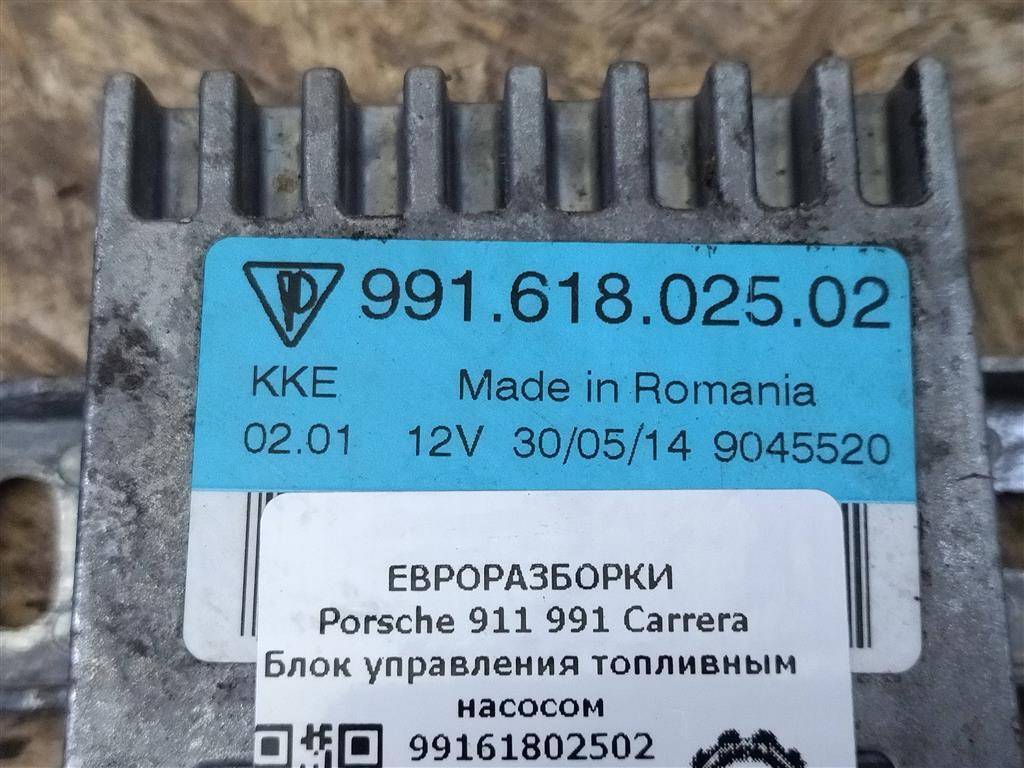 991.618.025.02
KKE Made in Romania
02.01 12V 30/05/14 9045520
ЕВРОРАЗБОРКИ
Porsche 911 991 Carrera
Блок управления топливным
насосом
99161802502